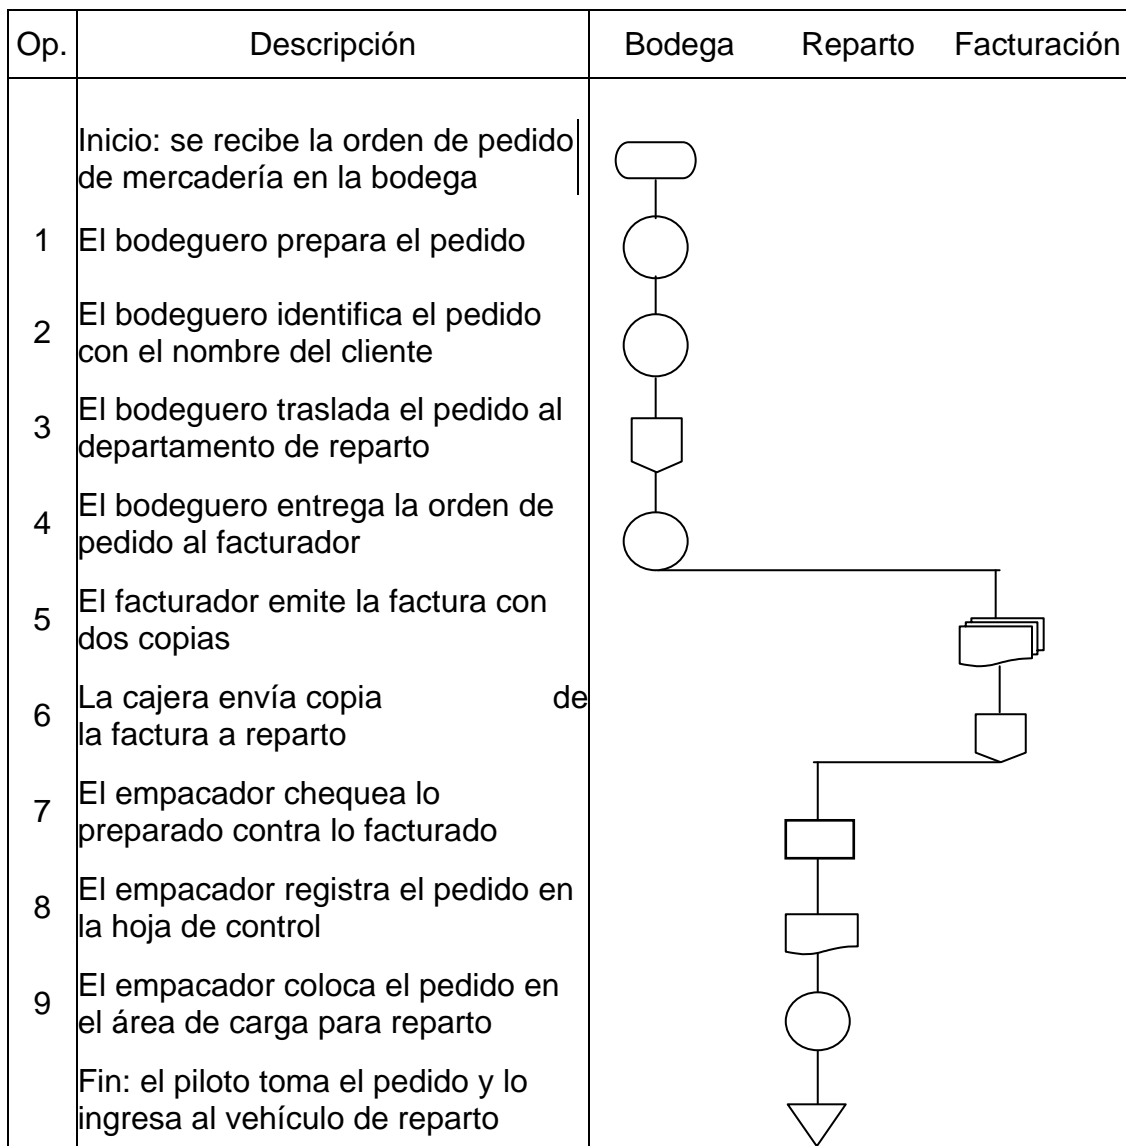 Op. Descripción Bodega Reparto Facturación
Inicio: se recibe la orden de pedido
de mercadería en la bodega
1 El bodeguero prepara el pedido
2 El bodeguero identifica el pedido
con el nombre del cliente
3 El bodeguero traslada el pedido al
departamento de reparto
4 El bodeguero entrega la orden de
pedido al facturador
5 El facturador emite la factura con
dos copias
6 La cajera envía copia de
la factura a reparto
7 El empacador chequea lo
preparado contra lo facturado
8 El empacador registra el pedido en
la hoja de control
9 El empacador coloca el pedido en
el área de carga para reparto
Fin: el piloto toma el pedido y lo
ingresa al vehículo de reparto